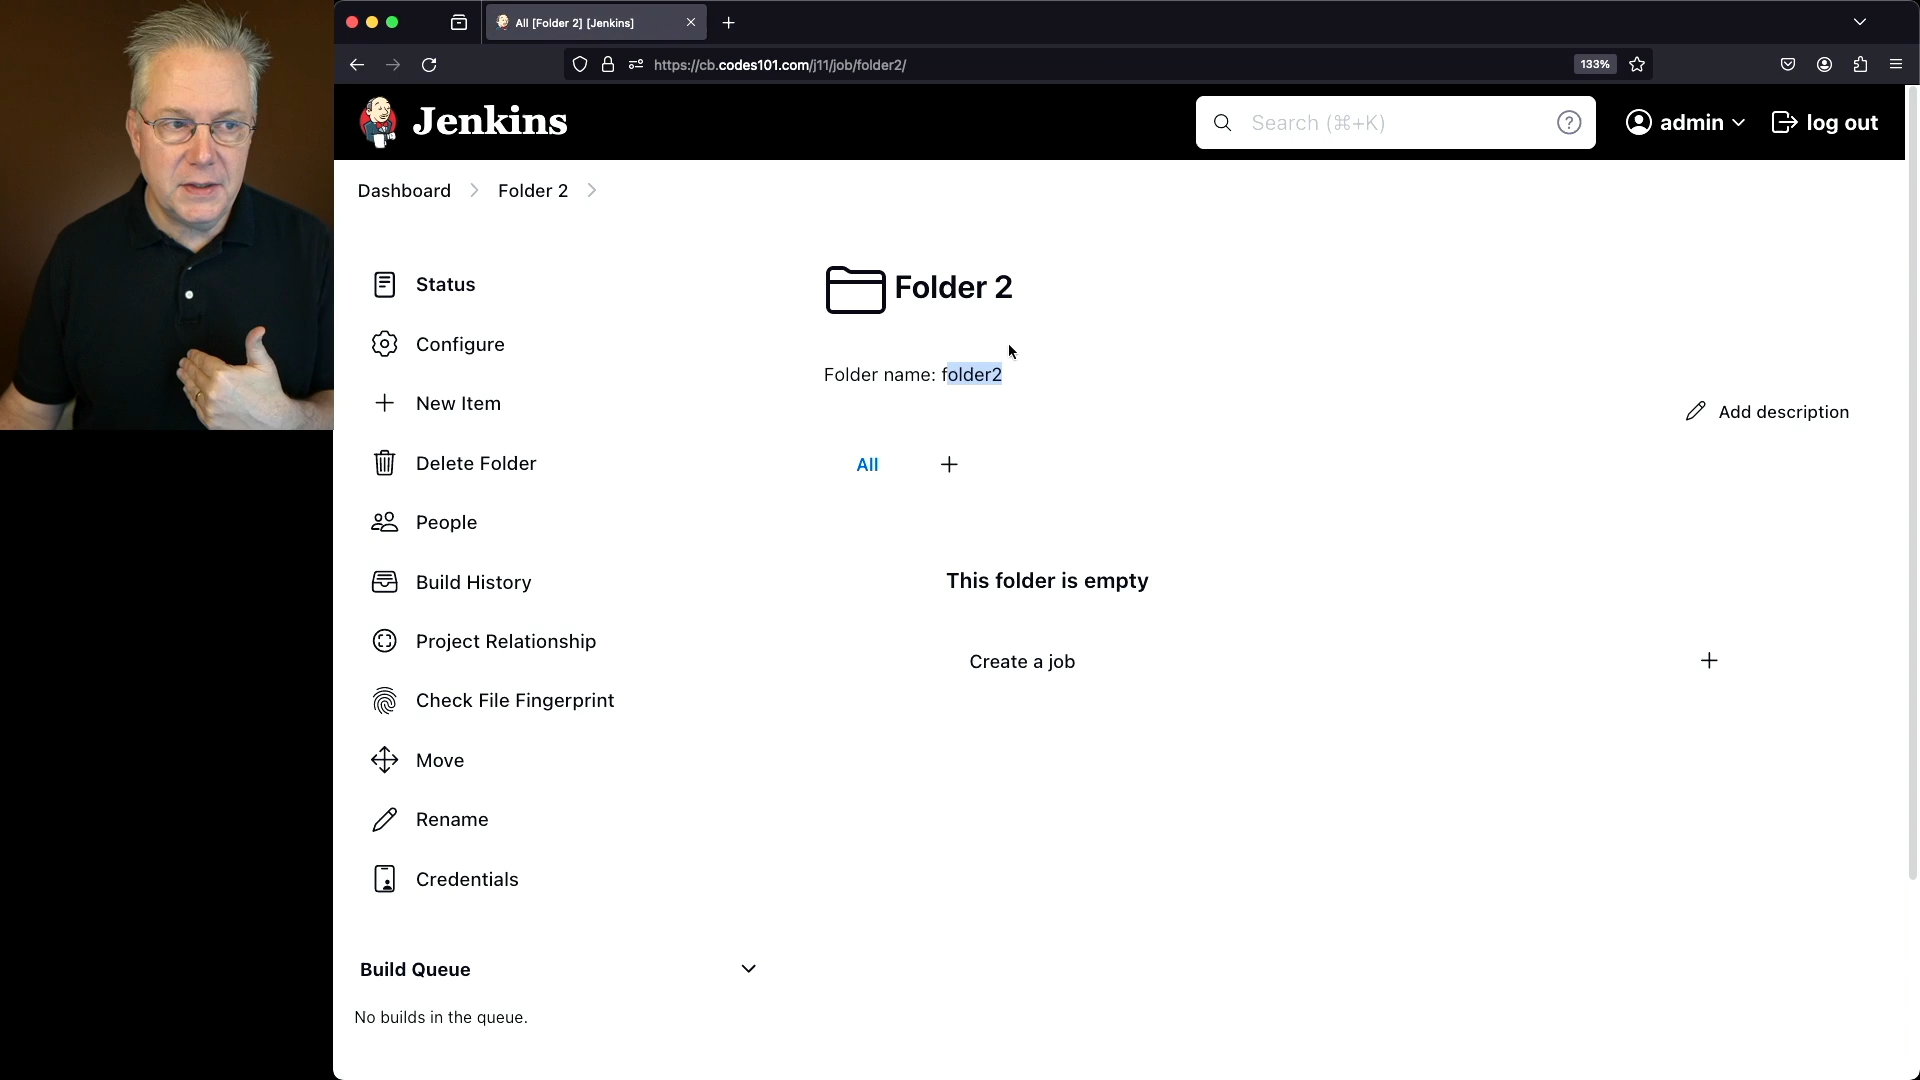 All [Folder 2] [Jenkins]
https://cb.codes101.com/j11/job/folder2/
133%
Jenkins
Search (⌘+K)
admin
log out
Dashboard
Folder 2
Status
Configure
New Item
Delete Folder
People
Build History
Project Relationship
Check File Fingerprint
Move
Rename
Credentials
Build Queue
No builds in the queue.
Folder 2
Folder name: folder2
Add description
All
This folder is empty
Create a job